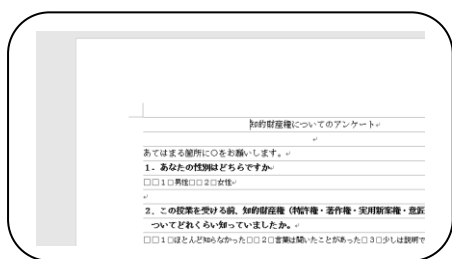 知的財産権についてのアンケート
あてはまる箇所に○をお願いします。
1．あなたの性別はどちらですか
□□1□男性□□2□女性
2．この授業を受ける前、知的財産権（特許権・著作権・実用新案権・意匠
ついてどれくらい知っていましたか。
□□1□ほとんど知らなかった□□2□言葉は聞いたことがあった□3□少しは説明で